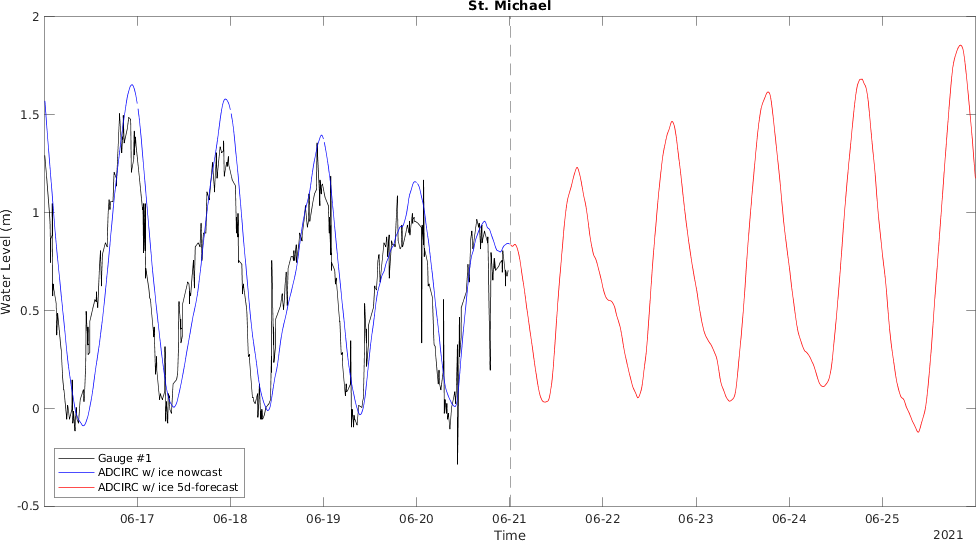 St. Michael
2
1.5
1
0.5
0
-0.5
Water Level (m)
Gauge #1
ADCIRC w/ ice nowcast
ADCIRC w/ ice 5d-forecast
06-17 06-18 06-19 06-20 06-21 06-22 06-23 06-24 06-25
Time
2021